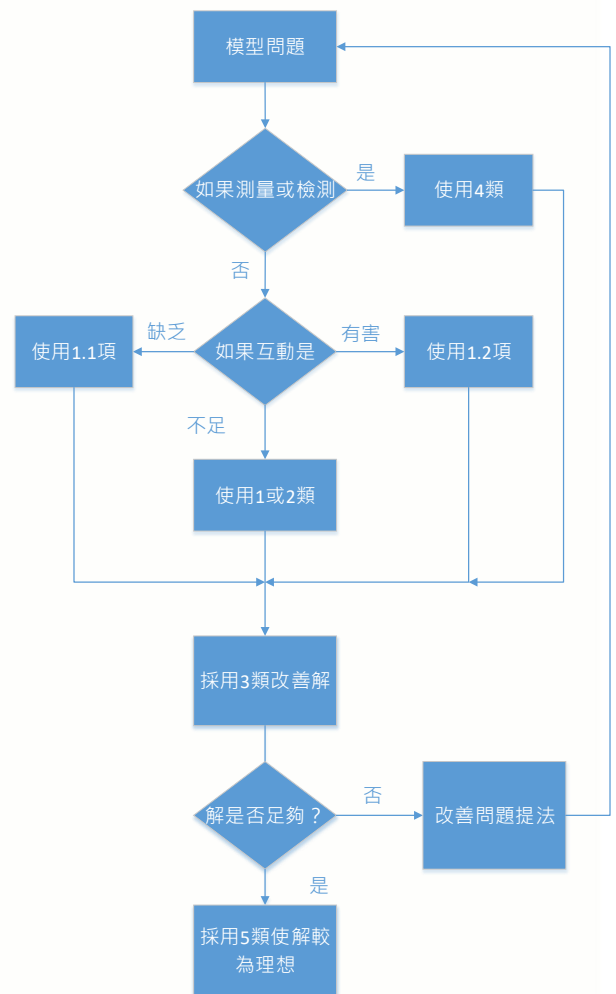 模型問題
如果測量或檢測
是
使用4類
否
使用1.1項
缺乏
如果互動是
有害
使用1.2項
不足
使用1或2類
採用3類改善解
解是否足夠？
否
改善問題提法
是
採用5類使解較
為理想